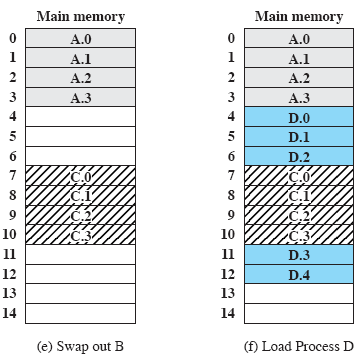 Main memory
0 A.0
1 A.1
2 A.2
3 A.3
4
5
6
7 C.0
8 C.1
9 C.2
10 C.3
11
12
13
14
(e) Swap out B
Main memory
0 A.0
1 A.1
2 A.2
3 A.3
4 D.0
5 D.1
6 D.2
7 C.0
8 C.1
9 C.2
10 C.3
11 D.3
12 D.4
13
14
(f) Load Process D